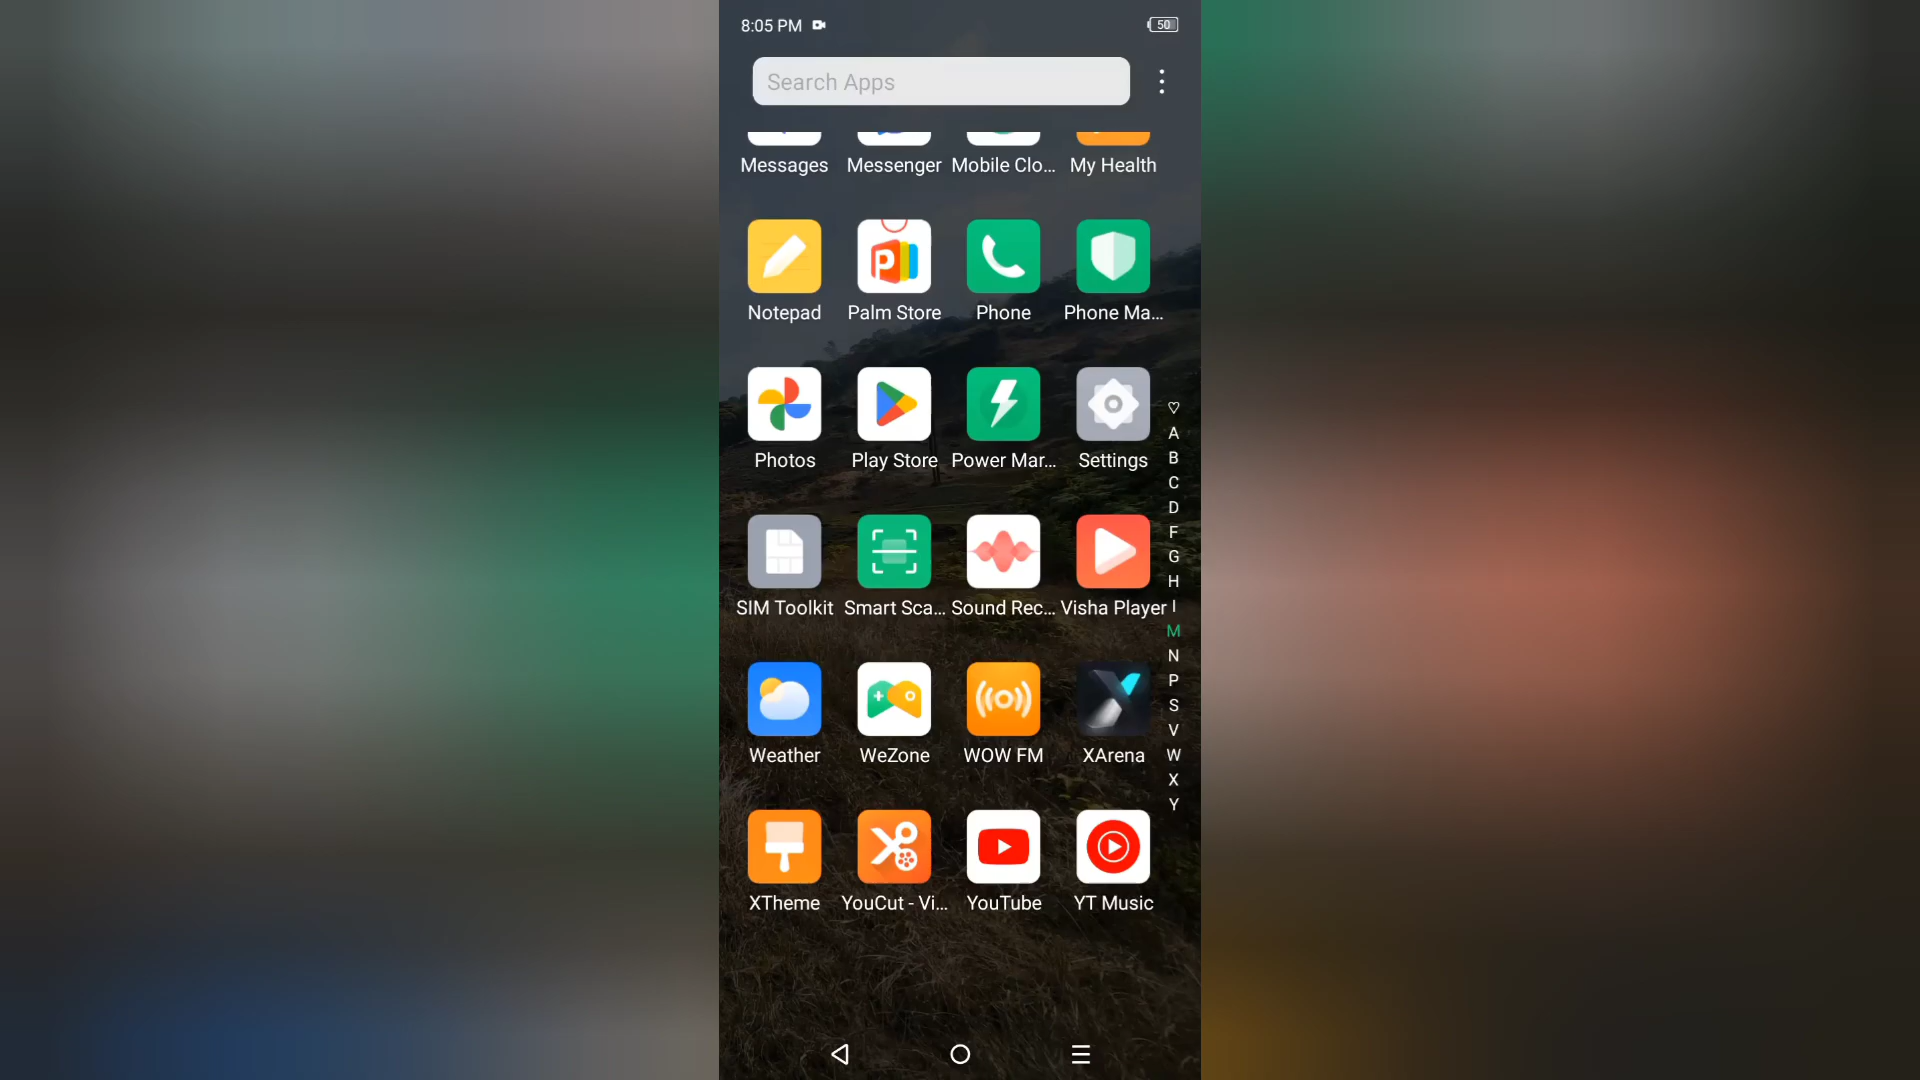 8:05 PM
50
Search Apps
Messages Messenger Mobile Clo... My Health
Notepad Palm Store Phone Phone Ma...
Photos Play Store Power Mar... Settings
SIM Toolkit Smart Sca... Sound Rec... Visha Player
Weather WeZone WOW FM XArena
XTheme YouCut - Vi... YouTube YT Music
A
B
C
D
F
G
H
I
M
N
P
S
V
W
X
Y